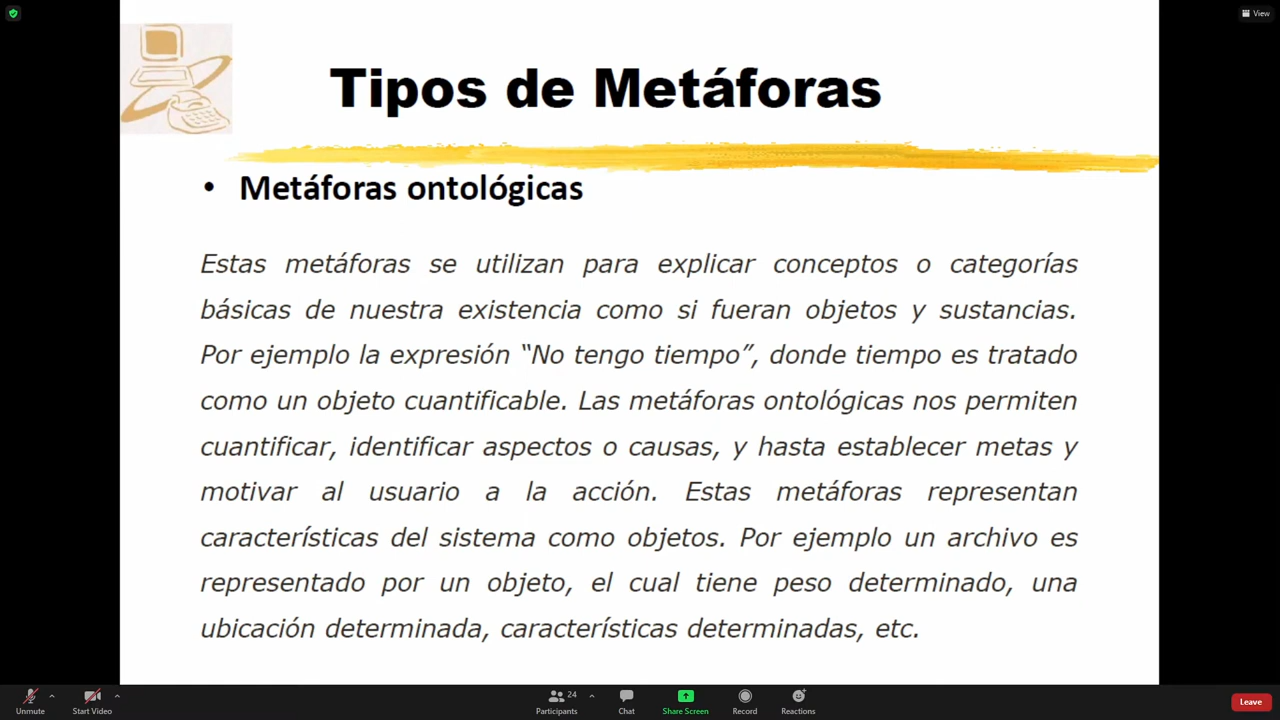 View
Tipos de Metáforas
• Metáforas ontológicas
Estas metáforas se utilizan para explicar conceptos o categorías
básicas de nuestra existencia como si fueran objetos y sustancias.
Por ejemplo la expresión “No tengo tiempo”, donde tiempo es tratado
como un objeto cuantificable. Las metáforas ontológicas nos permiten
cuantificar, identificar aspectos o causas, y hasta establecer metas y
motivar al usuario a la acción. Estas metáforas representan
características del sistema como objetos. Por ejemplo un archivo es
representado por un objeto, el cual tiene peso determinado, una
ubicación determinada, características determinadas, etc.
Unmute Start Video Participants 24 Chat Share Screen Record Reactions Leave